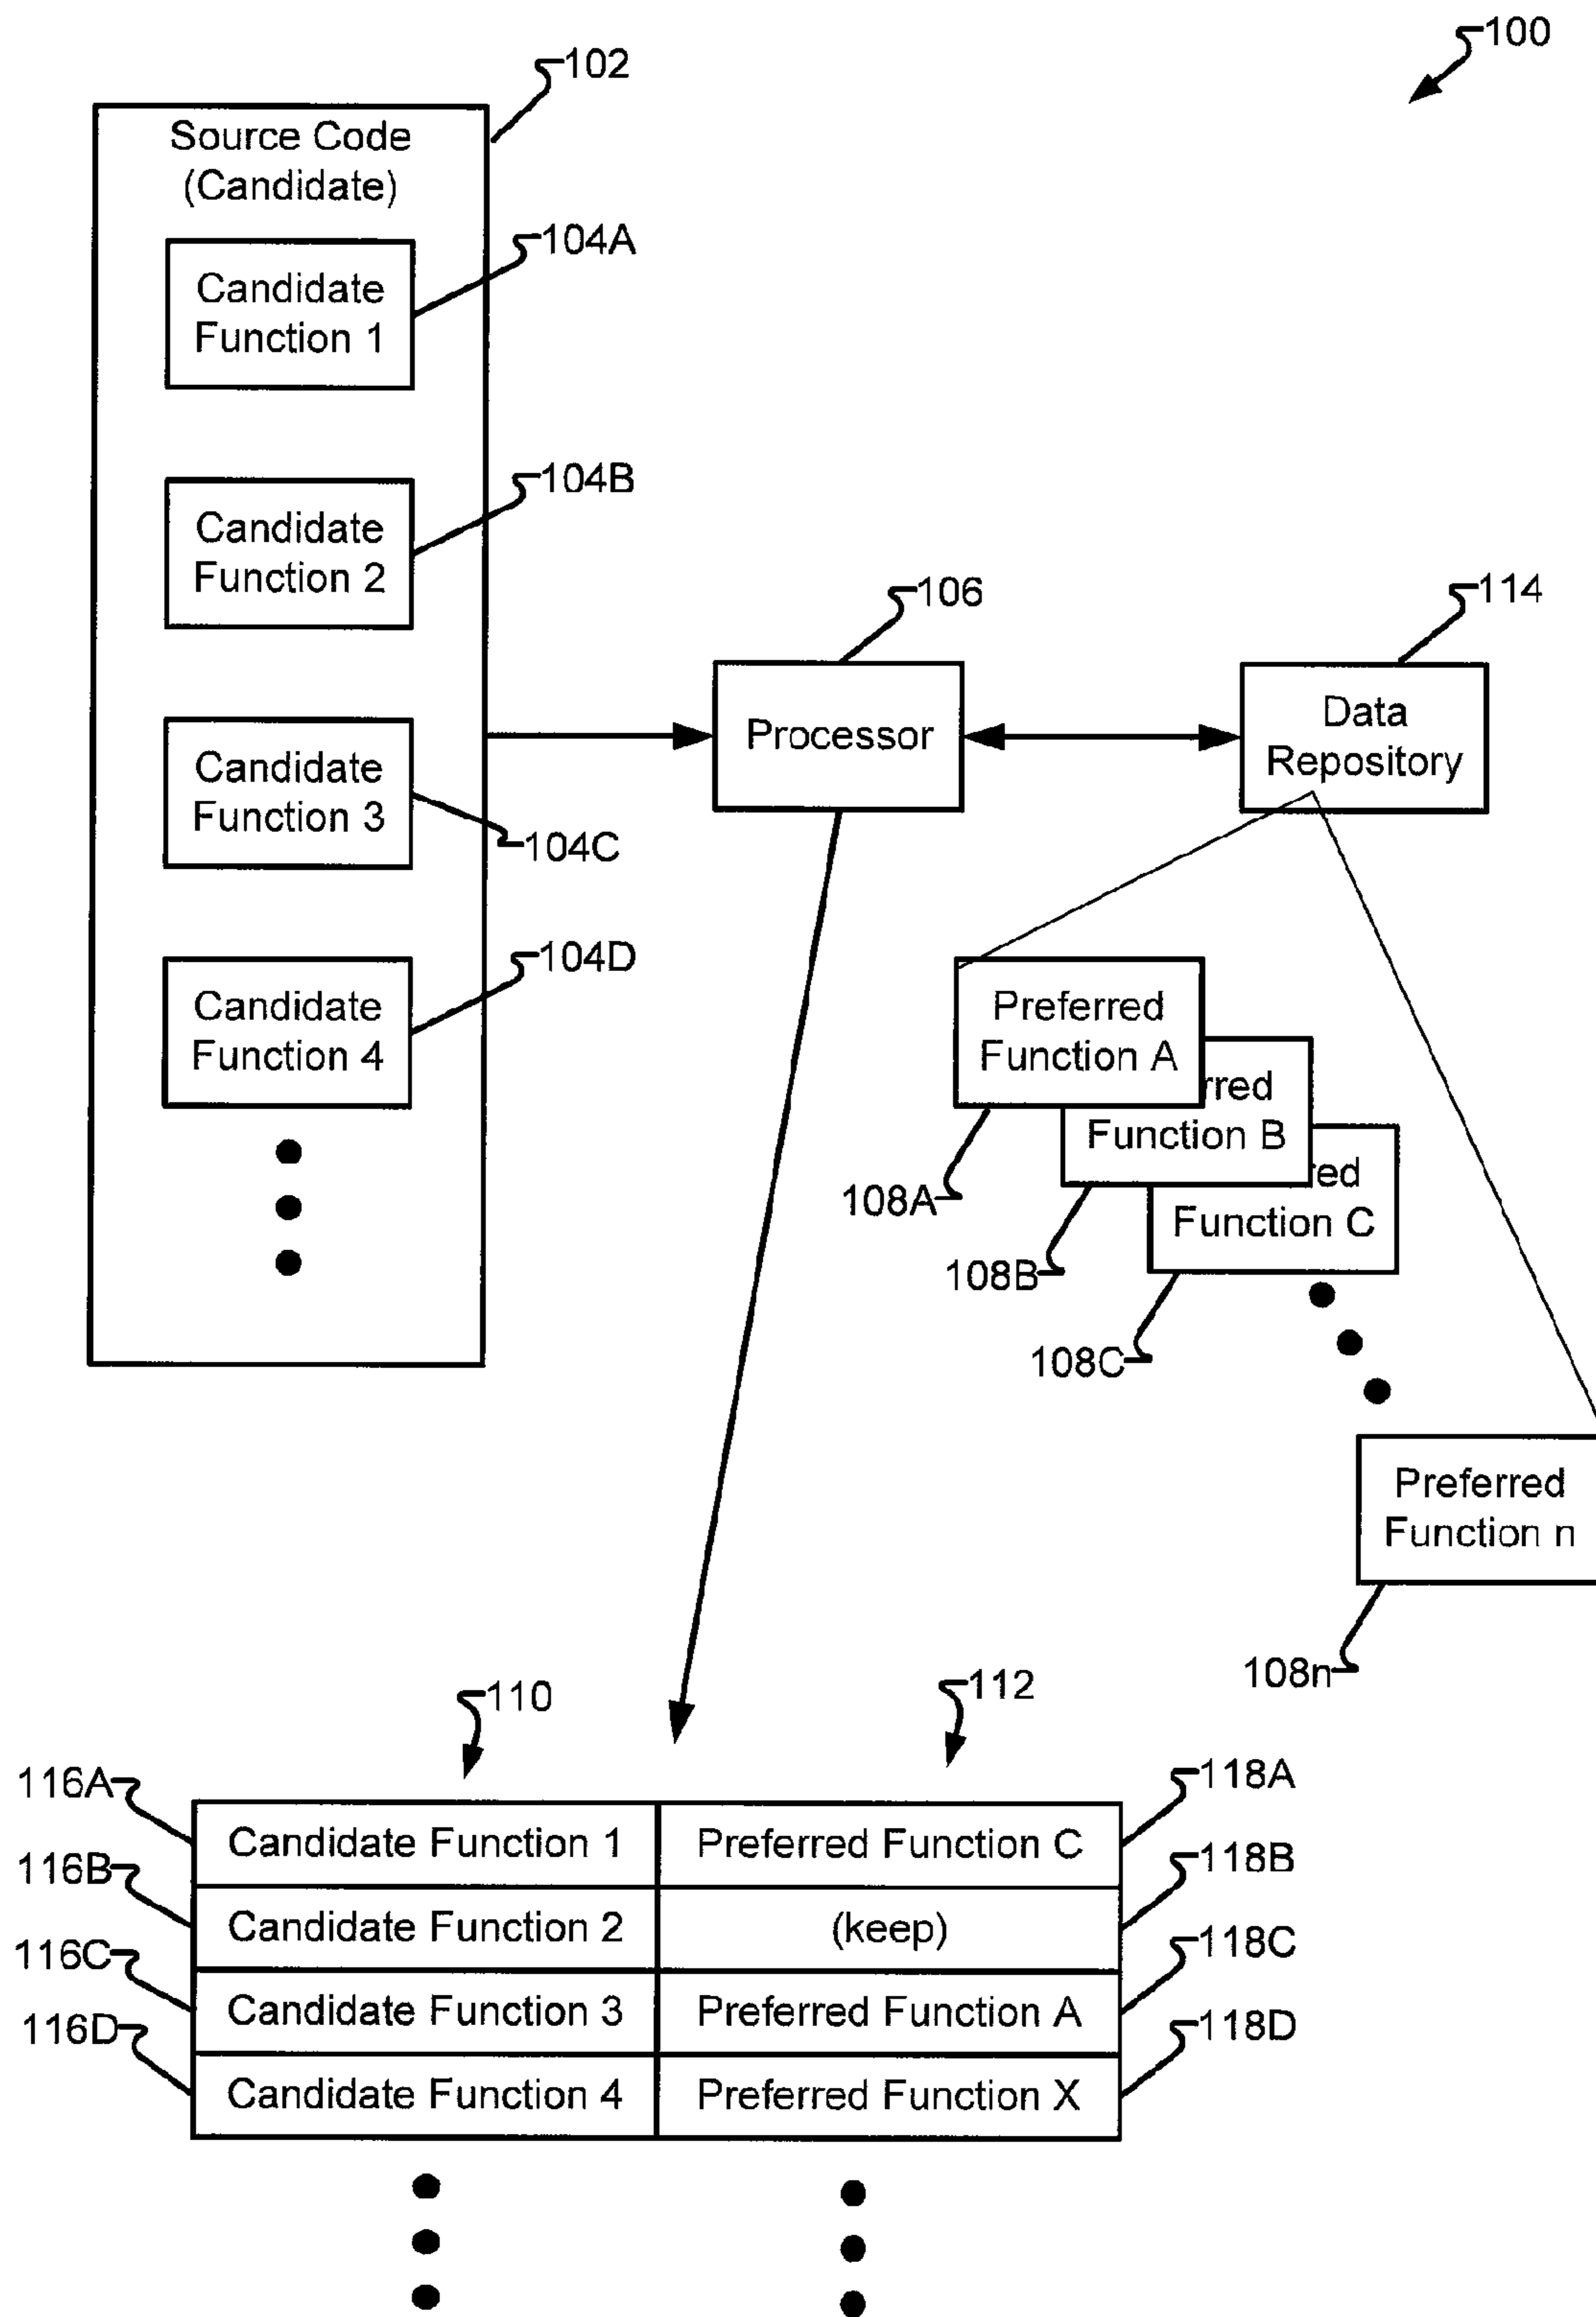 100
102
Source Code
(Candidate)
104A
Candidate
Function 1
104B
Candidate
Function 2
106
114
Processor
Data
Repository
Candidate
Function 3
104C
104D
Candidate
Function 4
Preferred
Function A
rred
Function B
red
Function C
108A
108B
108C
Preferred
Function n
108n
110
112
116A
Candidate Function 1
Preferred Function C
118A
116B
Candidate Function 2
(keep)
118B
116C
Candidate Function 3
Preferred Function A
118C
116D
Candidate Function 4
Preferred Function X
118D